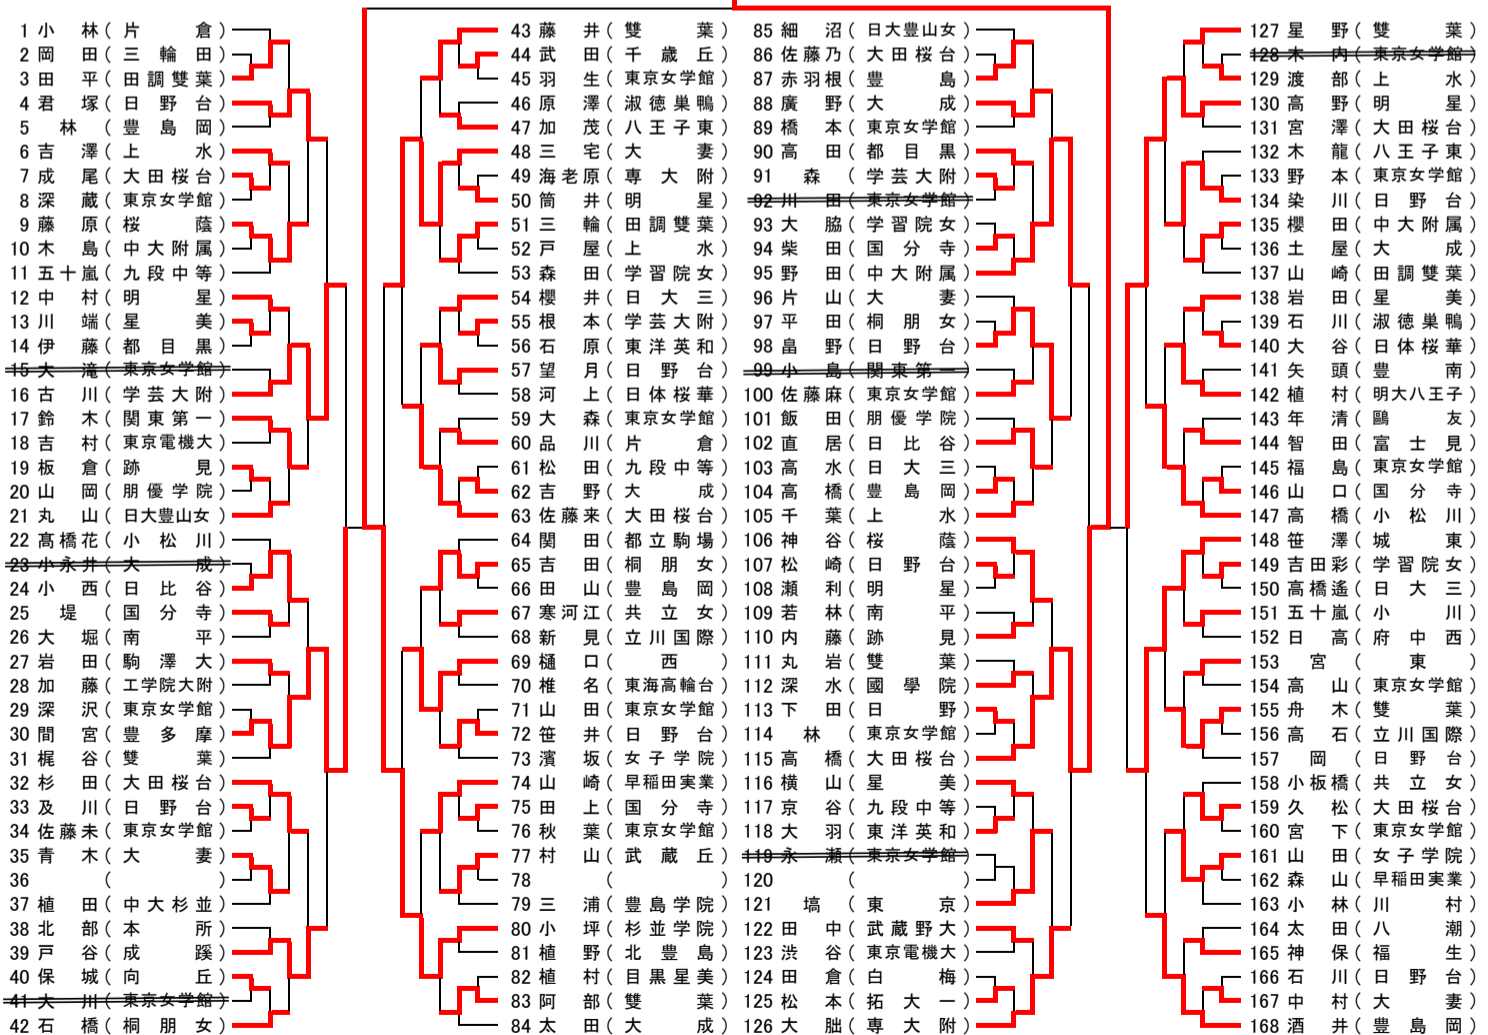 1 小林(片倉)
2 岡田(三輪田)
3 田平(田調雙葉)
4 君塚(日野台)
5 林(豊島岡)
6 吉澤(上水)
7 成尾(大田桜台)
8 深蔵(東京女学館)
9 藤原(桜蔭)
10 木島(中大附属)
11 五十嵐(九段中等)
12 中村(明星)
13 川端(星美)
14 伊藤(都目黒)
15 大滝(東京女学館)
16 古川(学芸大附)
17 鈴木(関東第一)
18 吉村(東京電機大)
19 板倉(跡見)
20 山岡(朋優学院)
21 丸山(日大豊山女)
22 髙橋花(小松川)
23 小永井(大成)
24 小西(日比谷)
25 堤(国分寺)
26 大堀(南平)
27 岩田(駒澤大)
28 加藤(工学院大附)
29 深沢(東京女学館)
30 間宮(豊多摩)
31 梶谷(雙葉)
32 杉田(大田桜台)
33 及川(日野台)
34 佐藤未(東京女学館)
35 青木(大妻)
36 ( )
37 植田(中大杉並)
38 北部(本所)
39 戸谷(成蹊)
40 保城(向丘)
41 大川(東京女学館)
42 石橋(桐朋女)
43 藤井(雙葉)
44 武田(千歳丘)
45 羽生(東京女学館)
46 原澤(淑徳巣鴨)
47 加茂(八王子東)
48 三宅(大妻)
49 海老原(専大附)
50 筒井(明星)
51 三輪(田調雙葉)
52 戸屋(上水)
53 森田(学習院女)
54 櫻井(日大三)
55 根本(学芸大附)
56 石原(東洋英和)
57 望月(日野台)
58 河上(日体桜華)
59 大森(東京女学館)
60 品川(片倉)
61 松田(九段中等)
62 吉野(大成)
63 佐藤来(大田桜台)
64 関田(都立駒場)
65 吉田(桐朋女)
66 田山(豊島岡)
67 寒河江(共立女)
68 新見(立川国際)
69 樋口(西)
70 椎名(東海高輪台)
71 山田(東京女学館)
72 笹井(日野台)
73 濱坂(女子学院)
74 山崎(早稲田実業)
75 田上(国分寺)
76 秋葉(東京女学館)
77 村山(武蔵丘)
78 ( )
79 三浦(豊島学院)
80 小坪(杉並学院)
81 植野(北豊島)
82 植村(目黒星美)
83 阿部(雙葉)
84 太田(大成)
85 細沼(日大豊山女)
86 佐藤乃(大田桜台)
87 赤羽根(豊島)
88 廣野(大成)
89 橋本(東京女学館)
90 高田(都目黒)
91 森(学芸大附)
92 川田(東京女学館)
93 大脇(学習院女)
94 柴田(国分寺)
95 野田(中大附属)
96 片山(大妻)
97 平田(桐朋女)
98 畠野(日野台)
99 小島(関東第一)
100 佐藤麻(東京女学館)
101 飯田(朋優学院)
102 直居(日比谷)
103 高水(日大三)
104 高橋(豊島岡)
105 千葉(上水)
106 神谷(桜蔭)
107 松崎(日野台)
108 瀬利(明星)
109 若林(南平)
110 内藤(跡見)
111 丸岩(雙葉)
112 深水(國學院)
113 下田(日野)
114 林(東京女学館)
115 高橋(大田桜台)
116 横山(星美)
117 京谷(九段中等)
118 大羽(東洋英和)
119 永瀬(東京女学館)
120 ( )
121 塙(東京)
122 田中(武蔵野大)
123 渋谷(東京電機大)
124 田倉(白梅)
125 松本(拓大一)
126 大朏(専大附)
127 星野(雙葉)
128 木内(東京女学館)
129 渡部(上水)
130 高野(明星)
131 宮澤(大田桜台)
132 木龍(八王子東)
133 野本(東京女学館)
134 染川(日野台)
135 櫻田(中大附属)
136 土屋(大成)
137 山崎(田調雙葉)
138 岩田(星美)
139 石川(淑徳巣鴨)
140 大谷(日体桜華)
141 矢頭(豊南)
142 植村(明大八王子)
143 年清(鷗友)
144 智田(富士見)
145 福島(東京女学館)
146 山口(国分寺)
147 高橋(小松川)
148 笹澤(城東)
149 吉田彩(学習院女)
150 高橋遙(日大三)
151 五十嵐(小川)
152 日高(府中西)
153 宮(東)
154 高山(東京女学館)
155 舟木(雙葉)
156 高石(立川国際)
157 岡(日野台)
158 小板橋(共立女)
159 久松(大田桜台)
160 宮下(東京女学館)
161 山田(女子学院)
162 森山(早稲田実業)
163 小林(川村)
164 太田(八潮)
165 神保(福生)
166 石川(日野台)
167 中村(大妻)
168 酒井(豊島岡)